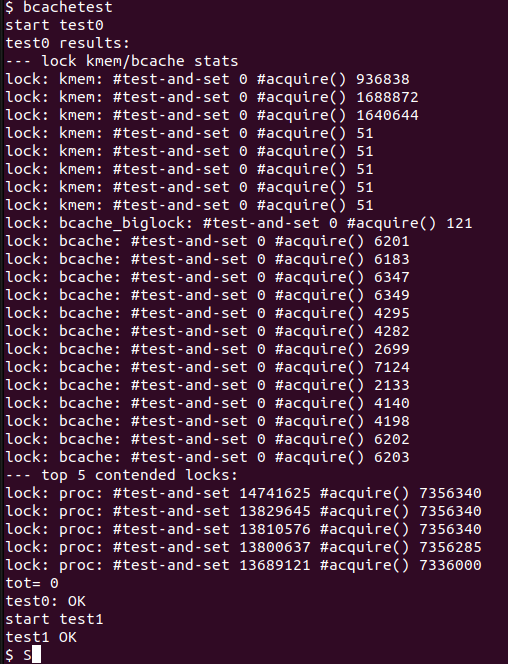 $ bcachetest
start test0
test0 results:
--- lock kmem/bcache stats
lock: kmem: #test-and-set 0 #acquire() 936838
lock: kmem: #test-and-set 0 #acquire() 1688872
lock: kmem: #test-and-set 0 #acquire() 1640644
lock: kmem: #test-and-set 0 #acquire() 51
lock: kmem: #test-and-set 0 #acquire() 51
lock: kmem: #test-and-set 0 #acquire() 51
lock: kmem: #test-and-set 0 #acquire() 51
lock: kmem: #test-and-set 0 #acquire() 51
lock: bcache_biglock: #test-and-set 0 #acquire() 121
lock: bcache: #test-and-set 0 #acquire() 6201
lock: bcache: #test-and-set 0 #acquire() 6183
lock: bcache: #test-and-set 0 #acquire() 6347
lock: bcache: #test-and-set 0 #acquire() 6349
lock: bcache: #test-and-set 0 #acquire() 4295
lock: bcache: #test-and-set 0 #acquire() 4282
lock: bcache: #test-and-set 0 #acquire() 2699
lock: bcache: #test-and-set 0 #acquire() 7124
lock: bcache: #test-and-set 0 #acquire() 2133
lock: bcache: #test-and-set 0 #acquire() 4140
lock: bcache: #test-and-set 0 #acquire() 4198
lock: bcache: #test-and-set 0 #acquire() 6202
lock: bcache: #test-and-set 0 #acquire() 6203
--- top 5 contended locks:
lock: proc: #test-and-set 14741625 #acquire() 7356340
lock: proc: #test-and-set 13829645 #acquire() 7356340
lock: proc: #test-and-set 13810576 #acquire() 7356340
lock: proc: #test-and-set 13800637 #acquire() 7356285
lock: proc: #test-and-set 13689121 #acquire() 7336000
tot= 0
test0: OK
start test1
test1 OK
$ S